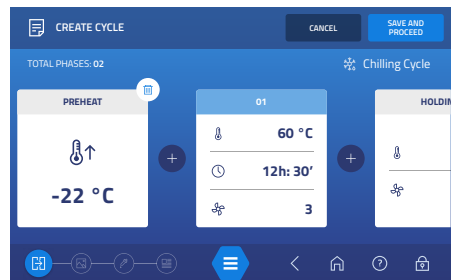 CREATE CYCLE
CANCEL
SAVE AND
PROCEED
TOTAL PHASES: 02
Chilling Cycle
PREHEAT
-22 °C
01
60 °C
12h: 30'
3
HOLDIN